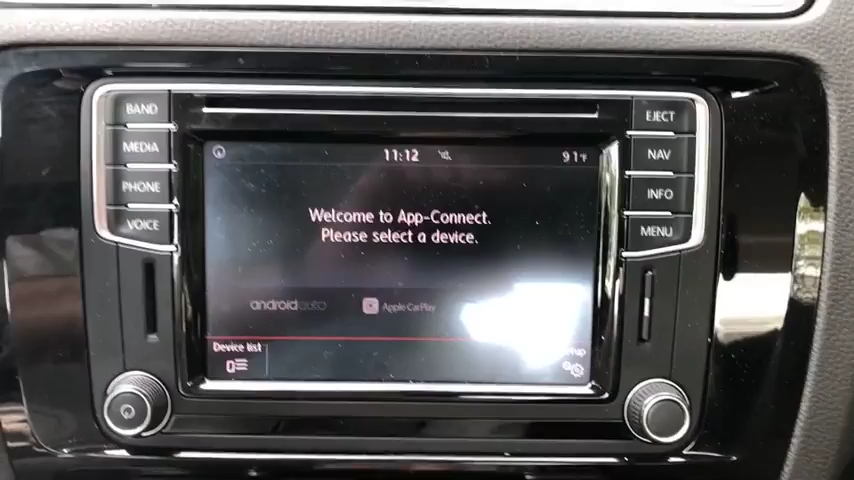 BAND
MEDIA
PHONE
VOICE
EJECT
NAV
INFO
MENU
11:12
91°F
Welcome to App-Connect.
Please select a device.
androidauto
Apple CarPlay
Device list